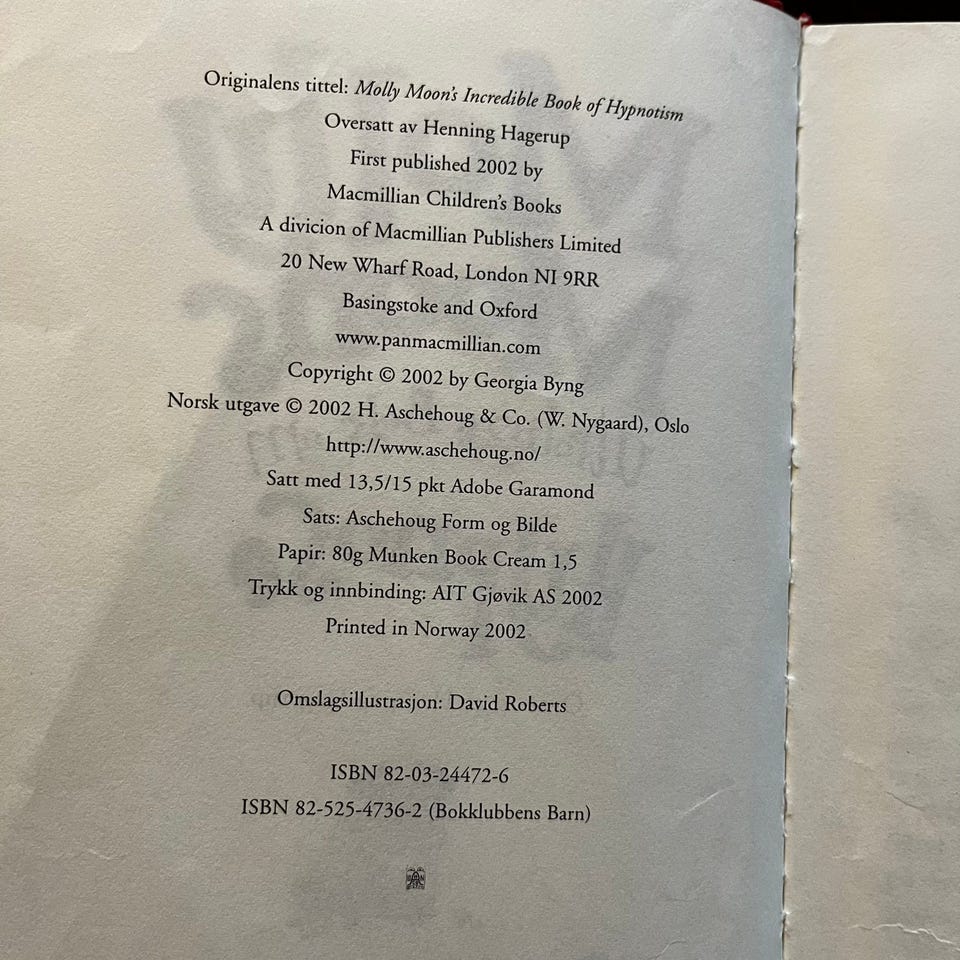 Originalens tittel: Molly Moon's Incredible Book of Hypnotism
Oversatt av Henning Hagerup
First published 2002 by
Macmillian Children's Books
A divicion of Macmillian Publishers Limited
20 New Wharf Road, London NI 9RR
Basingstoke and Oxford
www.panmacmillian.com
Copyright © 2002 by Georgia Byng
Norsk utgave © 2002 H. Aschehoug & Co. (W. Nygaard), Oslo
http://www.aschehoug.no/
Satt med 13,5/15 pkt Adobe Garamond
Sats: Aschehoug Form og Bilde
Papir: 80g Munken Book Cream 1,5
Trykk og innbinding: AIT Gjøvik AS 2002
Printed in Norway 2002
Omslagsillustrasjon: David Roberts
ISBN 82-03-24472-6
ISBN 82-525-4736-2 (Bokklubbens Barn)